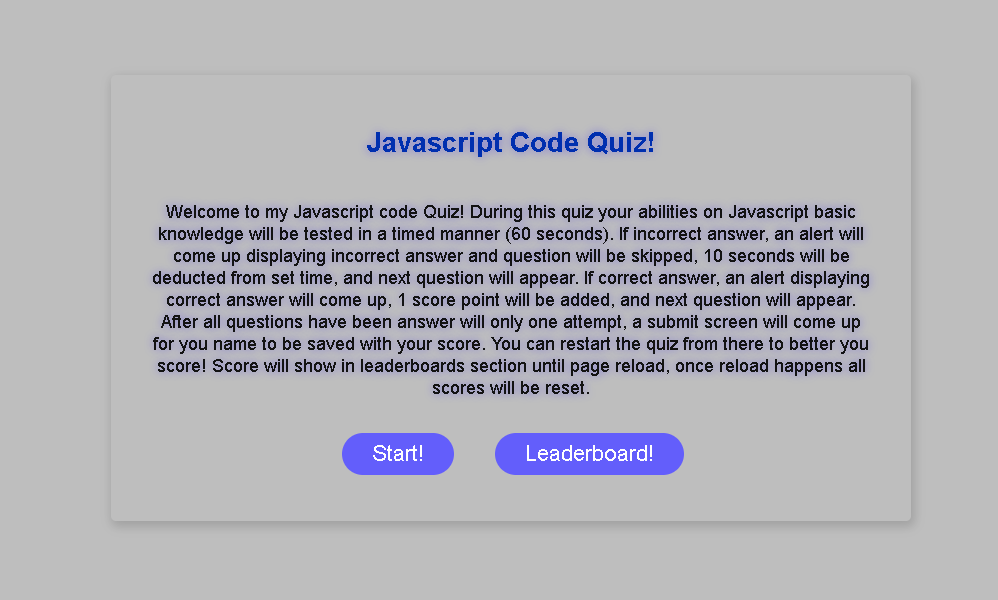 Javascript Code Quiz!
Welcome to my Javascript code Quiz! During this quiz your abilities on Javascript basic
knowledge will be tested in a timed manner (60 seconds). If incorrect answer, an alert will
come up displaying incorrect answer and question will be skipped, 10 seconds will be
deducted from set time, and next question will appear. If correct answer, an alert displaying
correct answer will come up, 1 score point will be added, and next question will appear.
After all questions have been answer will only one attempt, a submit screen will come up
for you name to be saved with your score. You can restart the quiz from there to better you
score! Score will show in leaderboards section until page reload, once reload happens all
scores will be reset.
Start! Leaderboard!